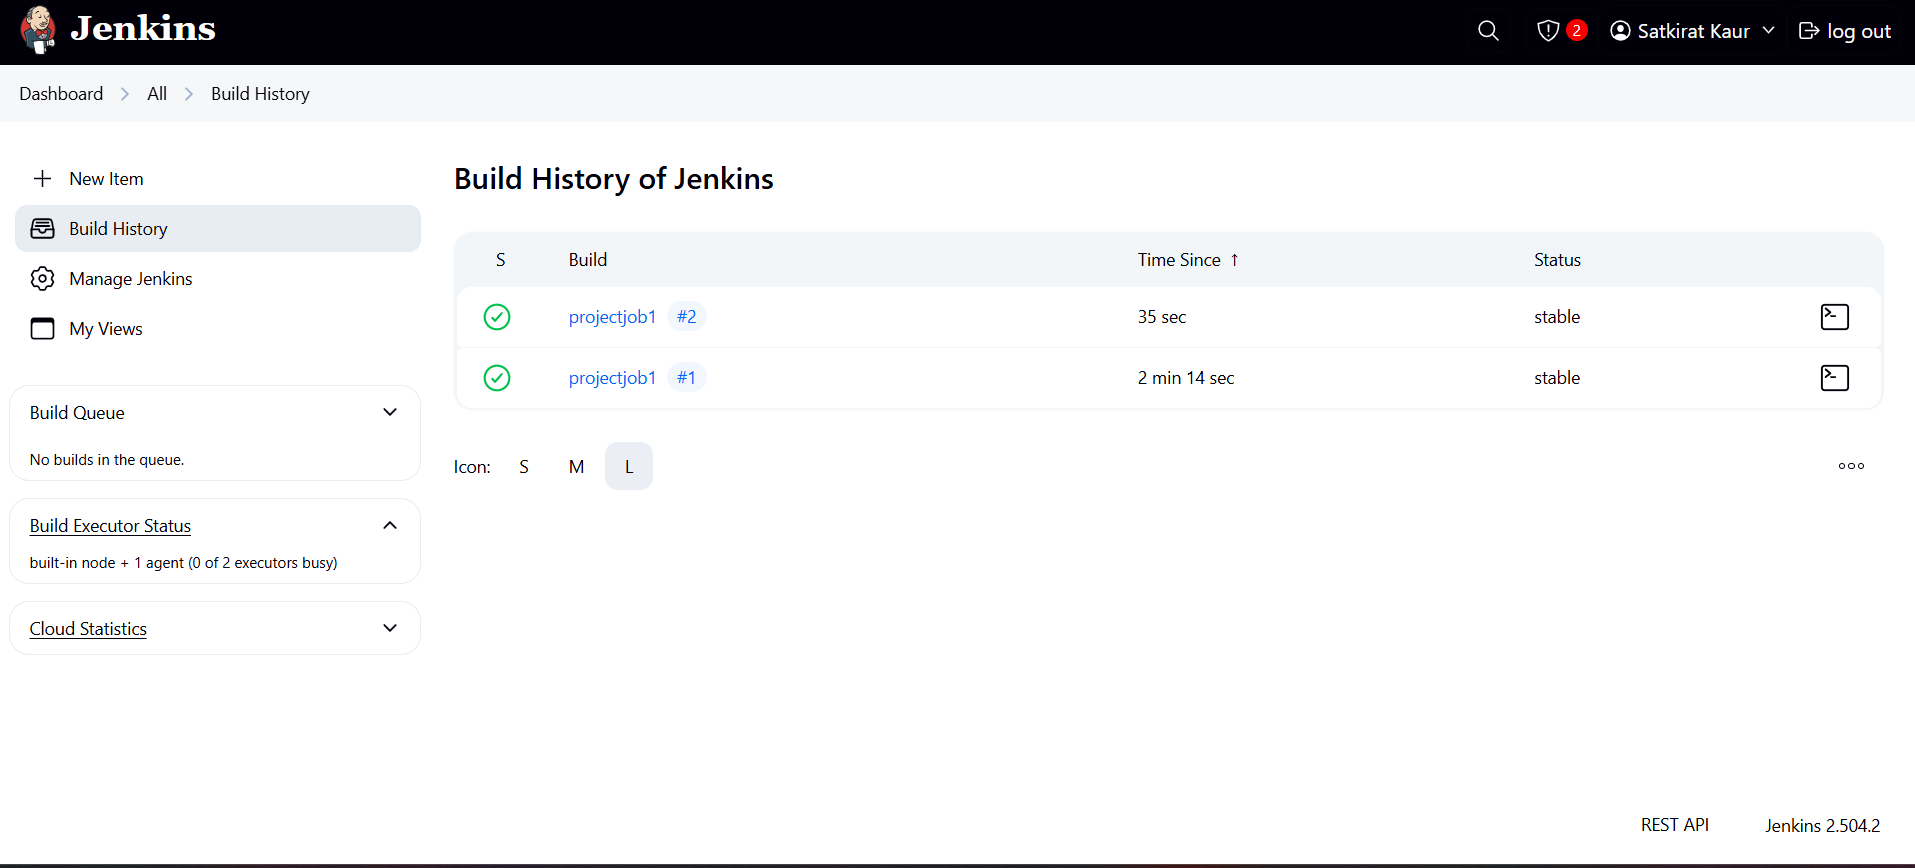 Jenkins
2
Satkirat Kaur
log out
Dashboard
All
Build History
New Item
Build History
Manage Jenkins
My Views
Build Queue
No builds in the queue.
Build Executor Status
built-in node + 1 agent (0 of 2 executors busy)
Cloud Statistics
Build History of Jenkins
S Build Time Since ↑ Status
projectjob1 #2 35 sec stable
projectjob1 #1 2 min 14 sec stable
Icon: S M L
REST API Jenkins 2.504.2